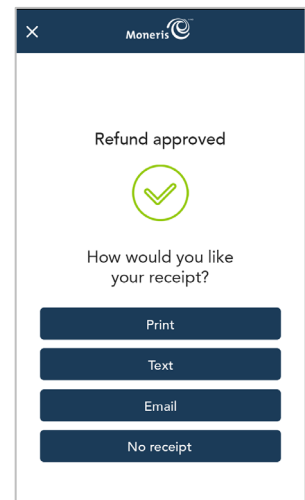 Moneris
Refund approved
How would you like
your receipt?
Print
Text
Email
No receipt